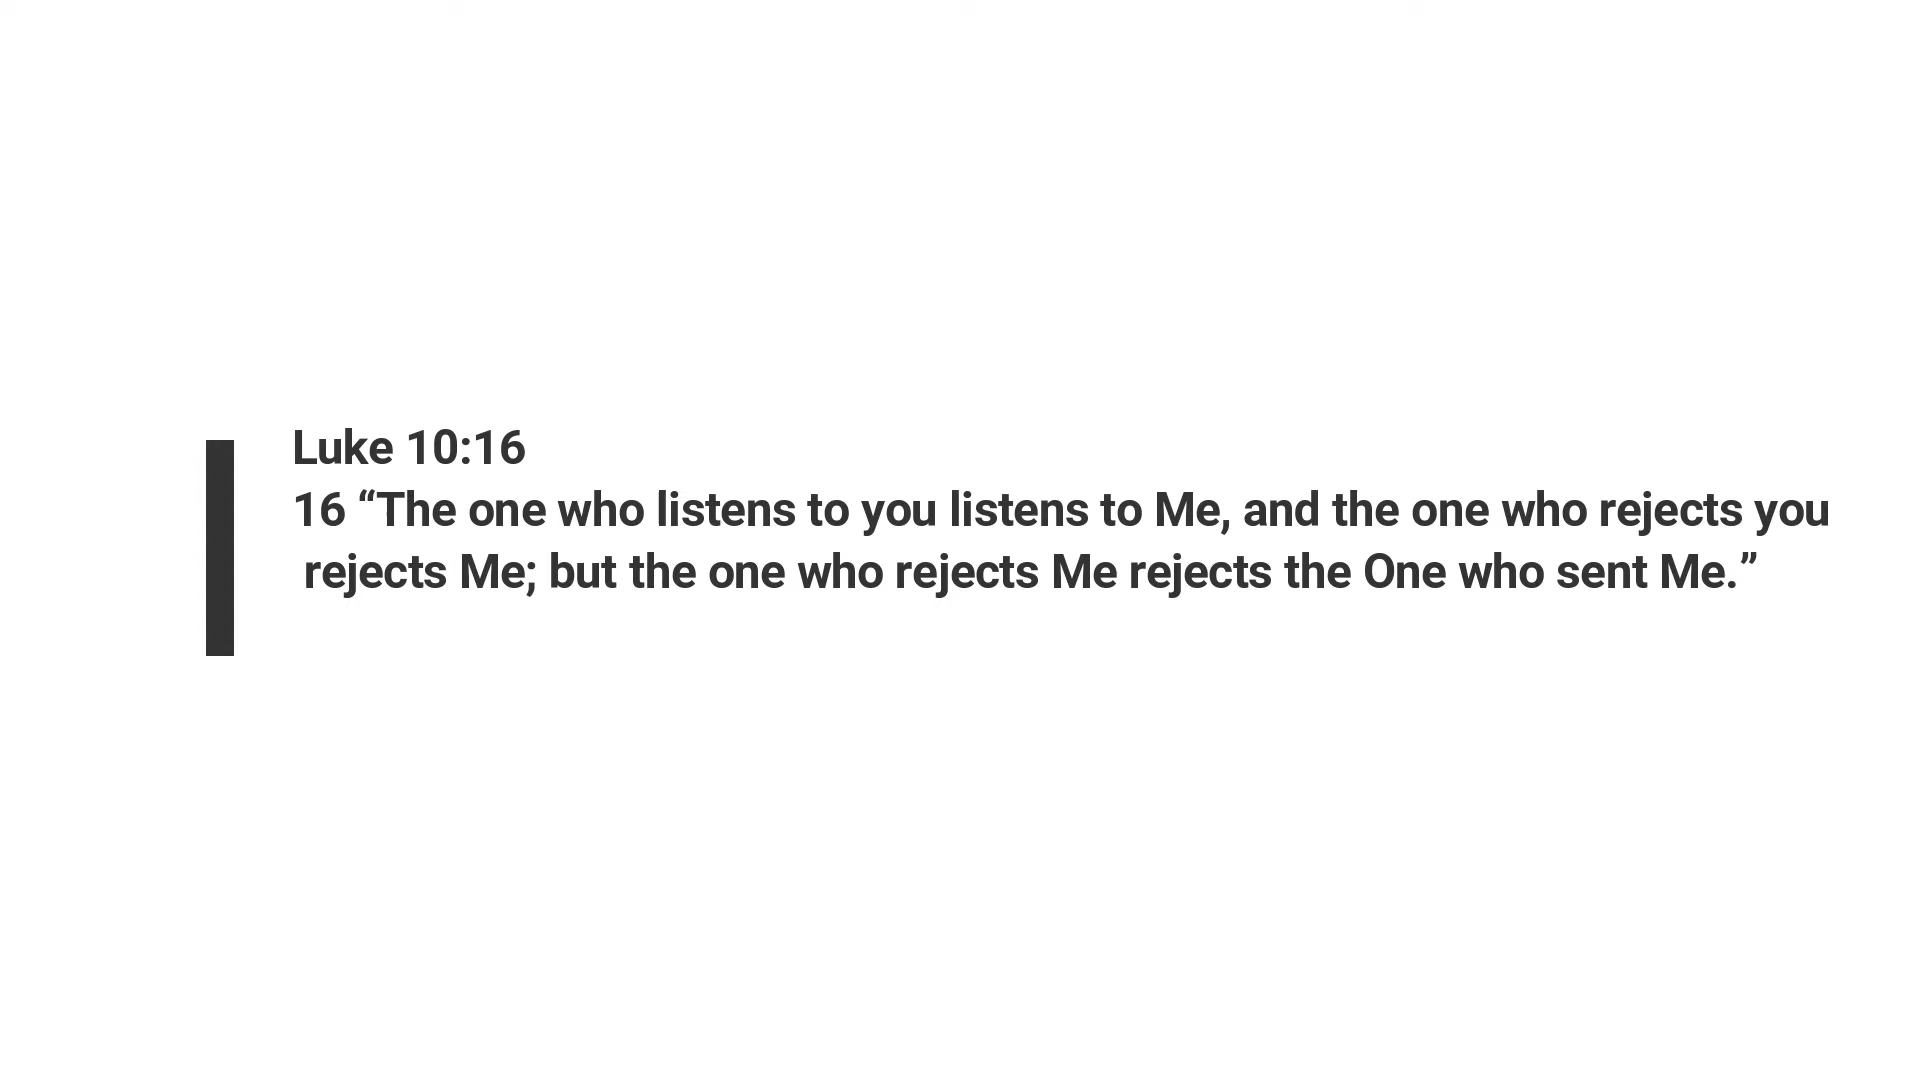 Luke 10:16
16 “The one who listens to you listens to Me, and the one who rejects you
rejects Me; but the one who rejects Me rejects the One who sent Me.”